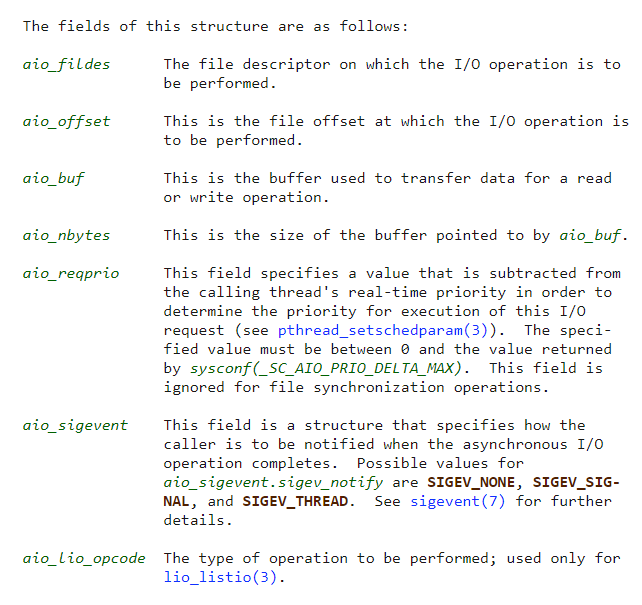 The fields of this structure are as follows:
aio_fildes The file descriptor on which the I/O operation is to
be performed.
aio_offset This is the file offset at which the I/O operation is
to be performed.
aio_buf This is the buffer used to transfer data for a read
or write operation.
aio_nbytes This is the size of the buffer pointed to by aio_buf.
aio_reqprio This field specifies a value that is subtracted from
the calling thread's real-time priority in order to
determine the priority for execution of this I/O
request (see pthread_setschedparam(3)). The speci-
fied value must be between 0 and the value returned
by sysconf(_SC_AIO_PRIO_DELTA_MAX). This field is
ignored for file synchronization operations.
aio_sigevent This field is a structure that specifies how the
caller is to be notified when the asynchronous I/O
operation completes. Possible values for
aio_sigevent.sigev_notify are SIGEV_NONE, SIGEV_SIG-
NAL, and SIGEV_THREAD. See sigevent(7) for further
details.
aio_lio_opcode The type of operation to be performed; used only for
lio_listio(3).